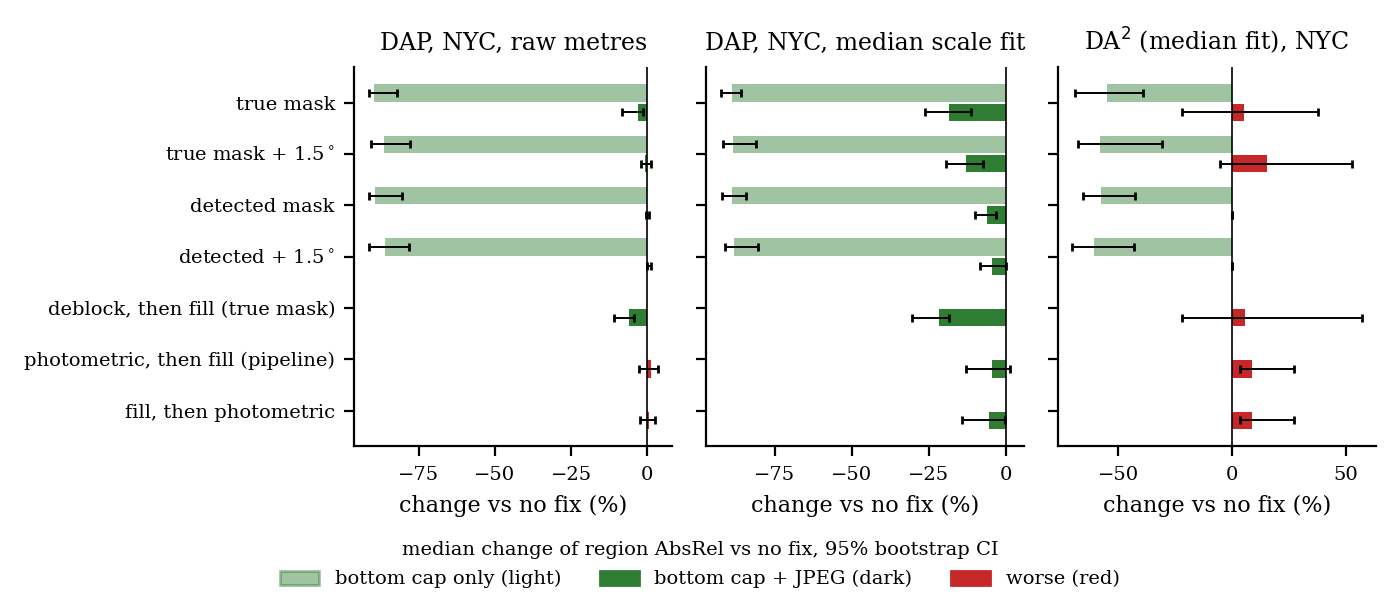 DAP, NYC, raw metres
DAP, NYC, median scale fit
DA² (median fit), NYC
true mask
true mask + 1.5°
detected mask
detected + 1.5°
deblock, then fill (true mask)
photometric, then fill (pipeline)
fill, then photometric
−75 −50 −25 0
−75 −50 −25 0
−50 0 50
change vs no fix (%)
change vs no fix (%)
change vs no fix (%)
median change of region AbsRel vs no fix, 95% bootstrap CI
bottom cap only (light)
bottom cap + JPEG (dark)
worse (red)